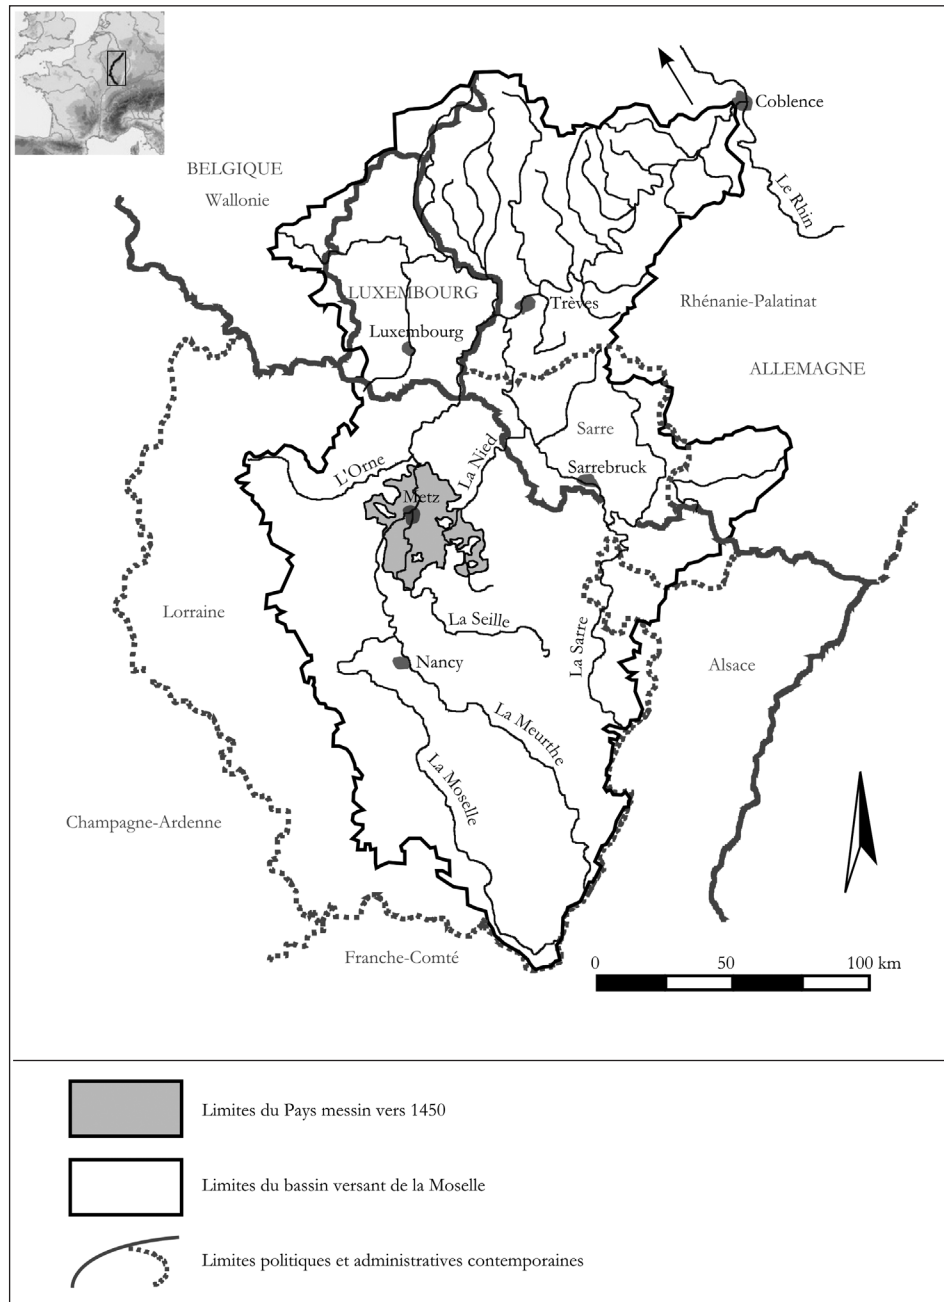 Coblence
BELGIQUE
Wallonie
Le Rhin
LUXEMBOURG
Trèves
Rhénanie-Palatinat
Luxembourg
ALLEMAGNE
Sarre
La Nied
L'Orne
Sarrebruck
Metz
Lorraine
La Seille
La Sarre
Nancy
Alsace
La Meurthe
La Moselle
Champagne-Ardenne
Franche-Comté
0 50 100 km
Limites du Pays messin vers 1450
Limites du bassin versant de la Moselle
Limites politiques et administratives contemporaines